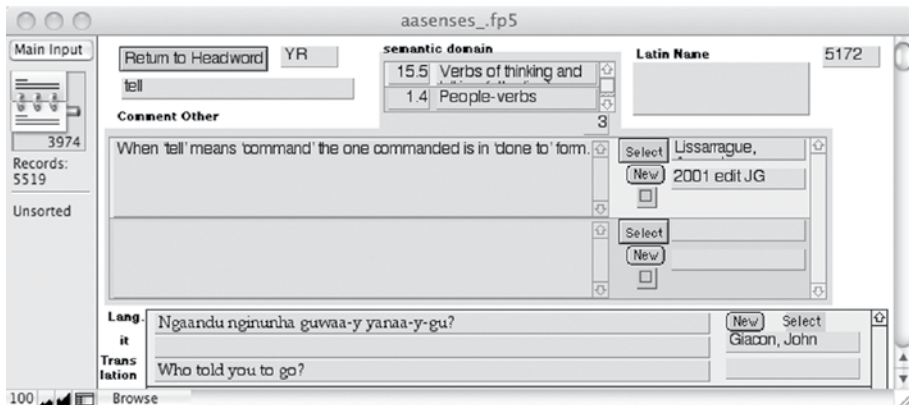 aasenses_.fp5
Main Input
3974
Records:
5519
Unsorted
Return to Headword YR
tell
semantic domain
15.5 Verbs of thinking and
1.4 People-verbs
3
Latin Name
5172
Comment Other
When 'tell' means 'command' the one commanded is in 'done to' form.
Select Lissarrague,
New 2001 edit JG
Select
New
Lang. Ngaandu nginunha guwaa-y yanaa-y-gu?
New Select
it
Giacon, John
Trans
lation Who told you to go?
100 Browse